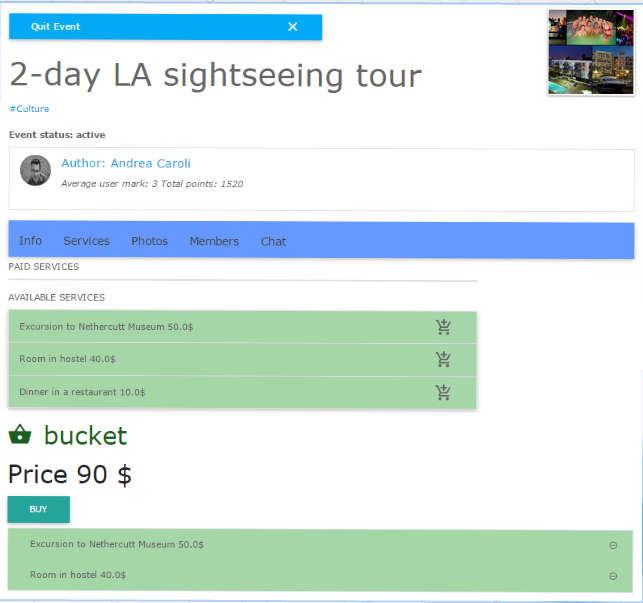 Quit Event
2-day LA sightseeing tour
#Culture
Event status: active
Author: Andrea Caroli
Average user mark: 3 Total points: 1520
Info Services Photos Members Chat
PAID SERVICES
AVAILABLE SERVICES
Excursion to Nethercutt Museum 50.0$
Room in hostel 40.0$
Dinner in a restaurant 10.0$
bucket
Price 90 $
BUY
Excursion to Nethercutt Museum 50.0$
Room in hostel 40.0$